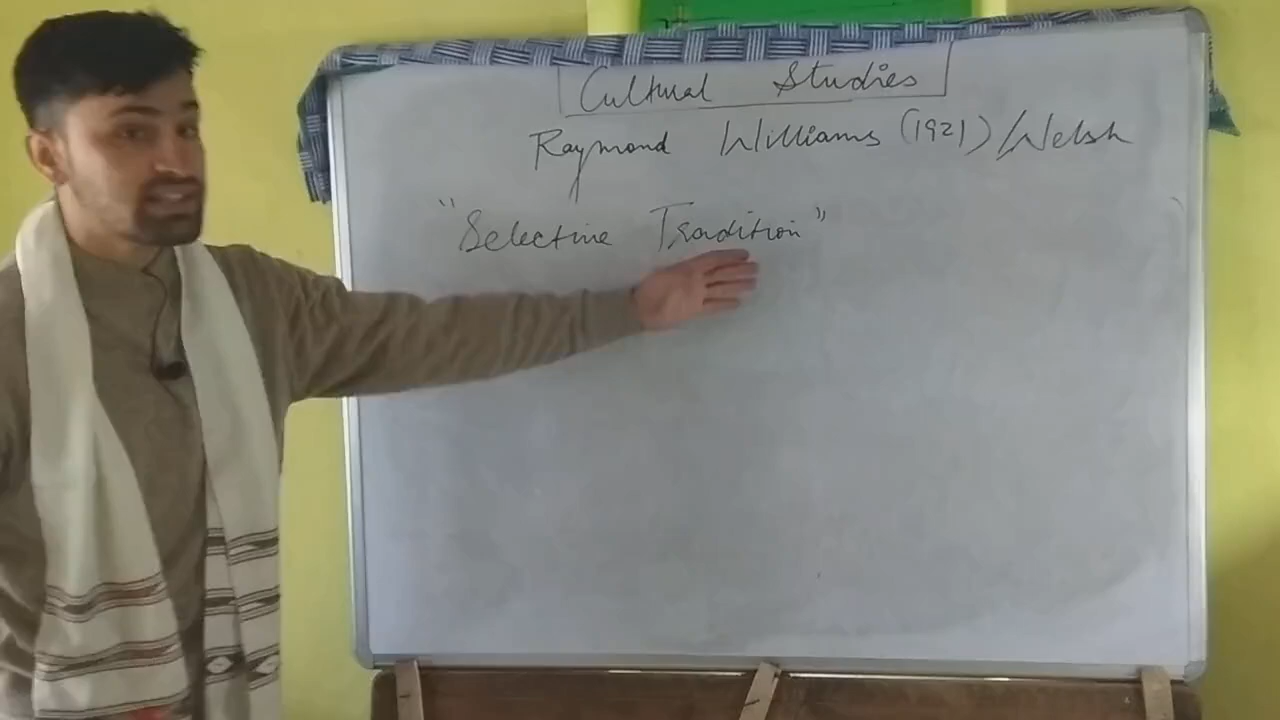 Cultural Studies
Raymond Williams (1921) / Welsh
"Selective Tradition"